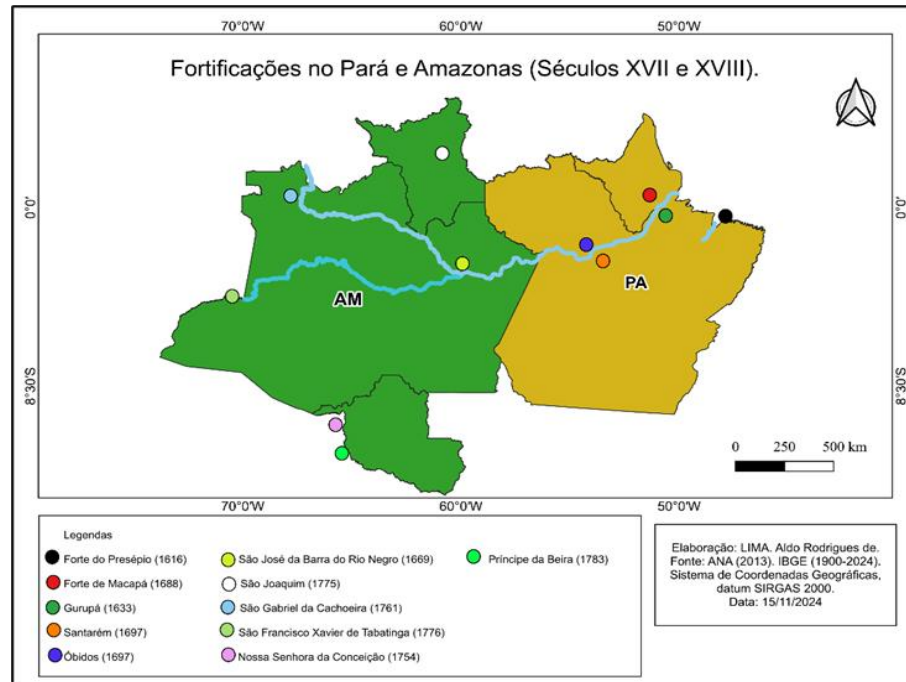 70°0'W 60°0'W 50°0'W
Fortificações no Pará e Amazonas (Séculos XVII e XVIII).
0°0' 0°0'
AM
PA
8°30'S 8°30'S
0 250 500 km
70°0'W 60°0'W 50°0'W
Legendas
Forte do Presépio (1616)
Forte de Macapá (1688)
Gurupá (1633)
Santarém (1697)
Óbidos (1697)
São José da Barra do Rio Negro (1669)
São Joaquim (1775)
São Gabriel da Cachoeira (1761)
São Francisco Xavier de Tabatinga (1776)
Nossa Senhora da Conceição (1754)
Príncipe da Beira (1783)
Elaboração: LIMA. Aldo Rodrigues de.
Fonte: ANA (2013). IBGE (1900-2024).
Sistema de Coordenadas Geográficas,
datum SIRGAS 2000.
Data: 15/11/2024